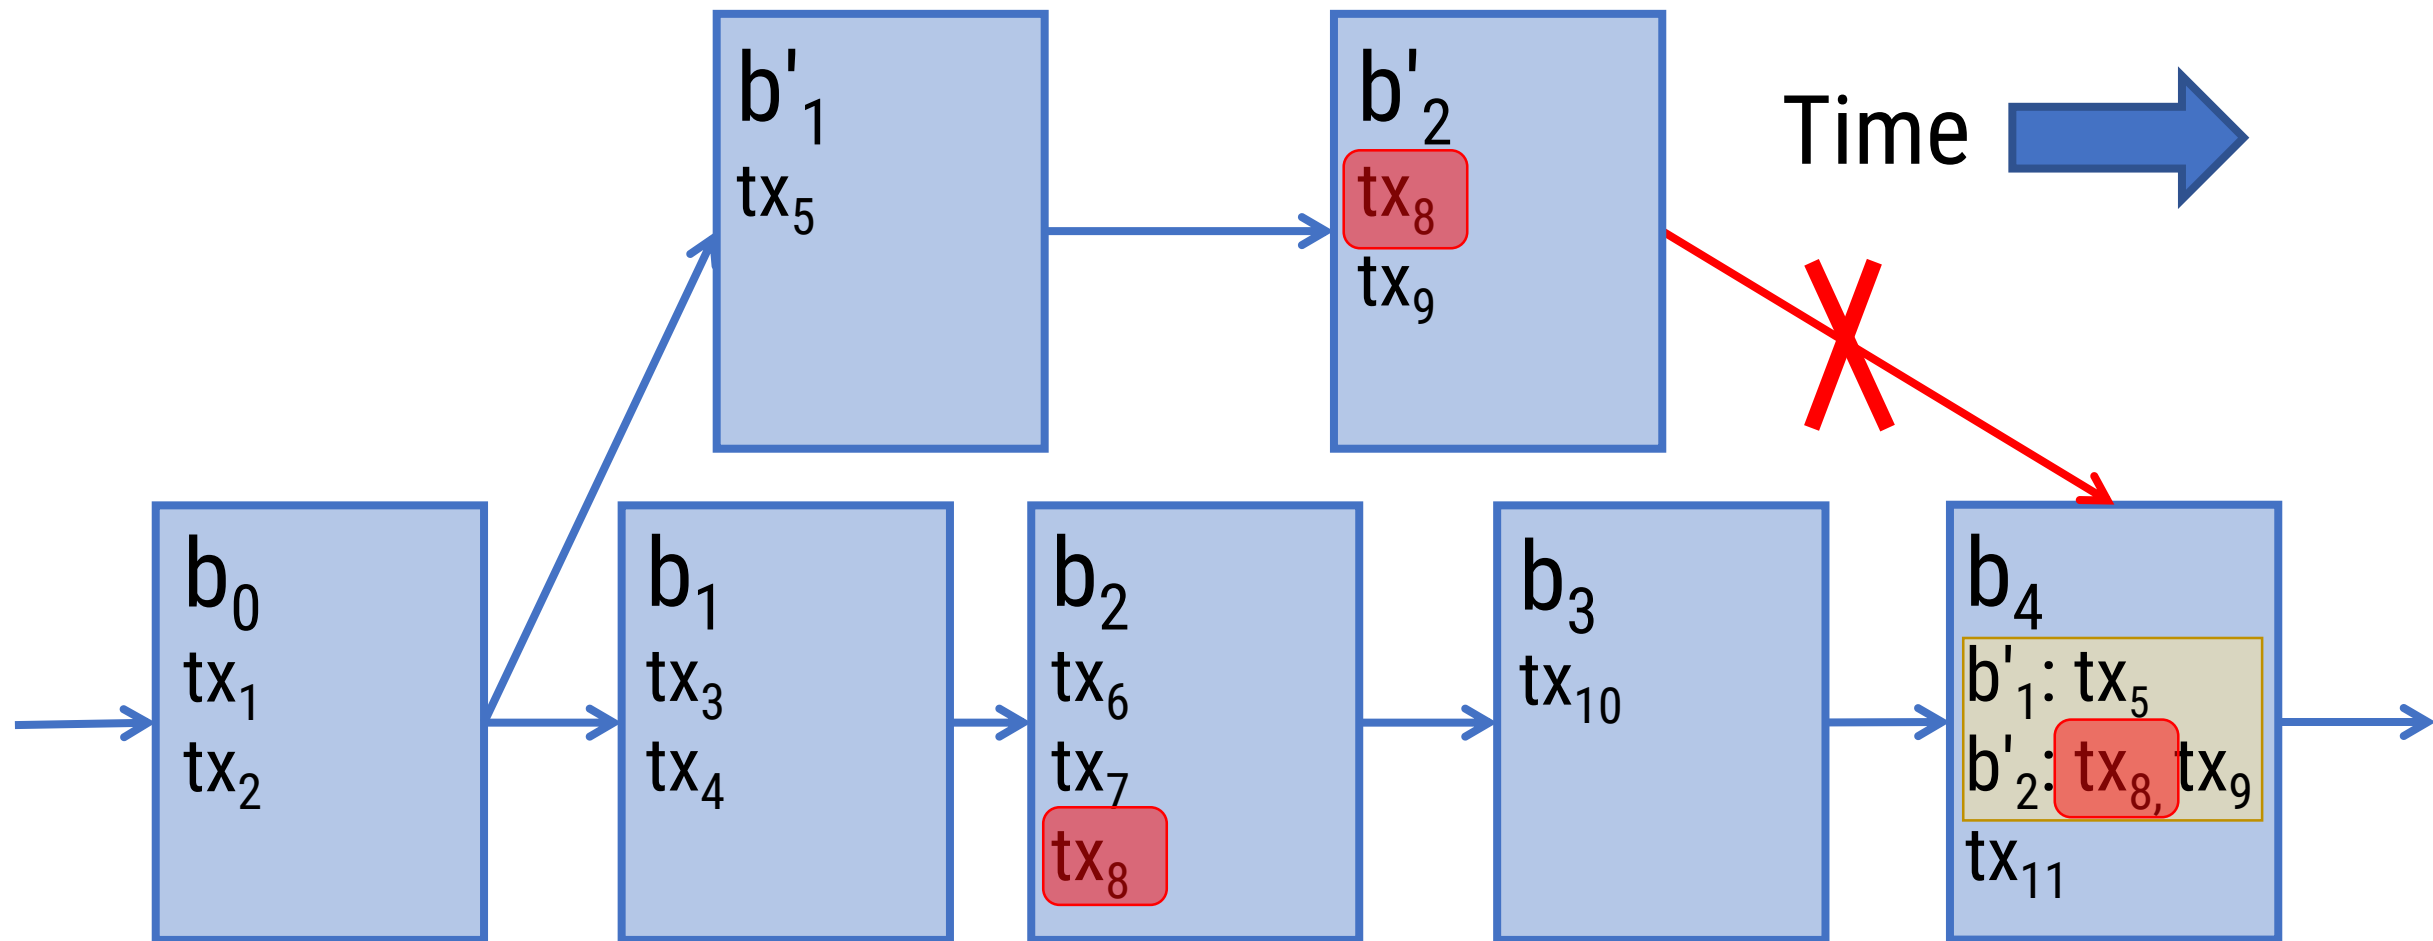 b'₁
tx₅
b'₂
tx₈
tx₉
Time
b₀
tx₁
tx₂
b₁
tx₃
tx₄
b₂
tx₆
tx₇
tx₈
b₃
tx₁₀
b₄
b'₁: tx₅
b'₂: tx₈, tx₉
tx₁₁